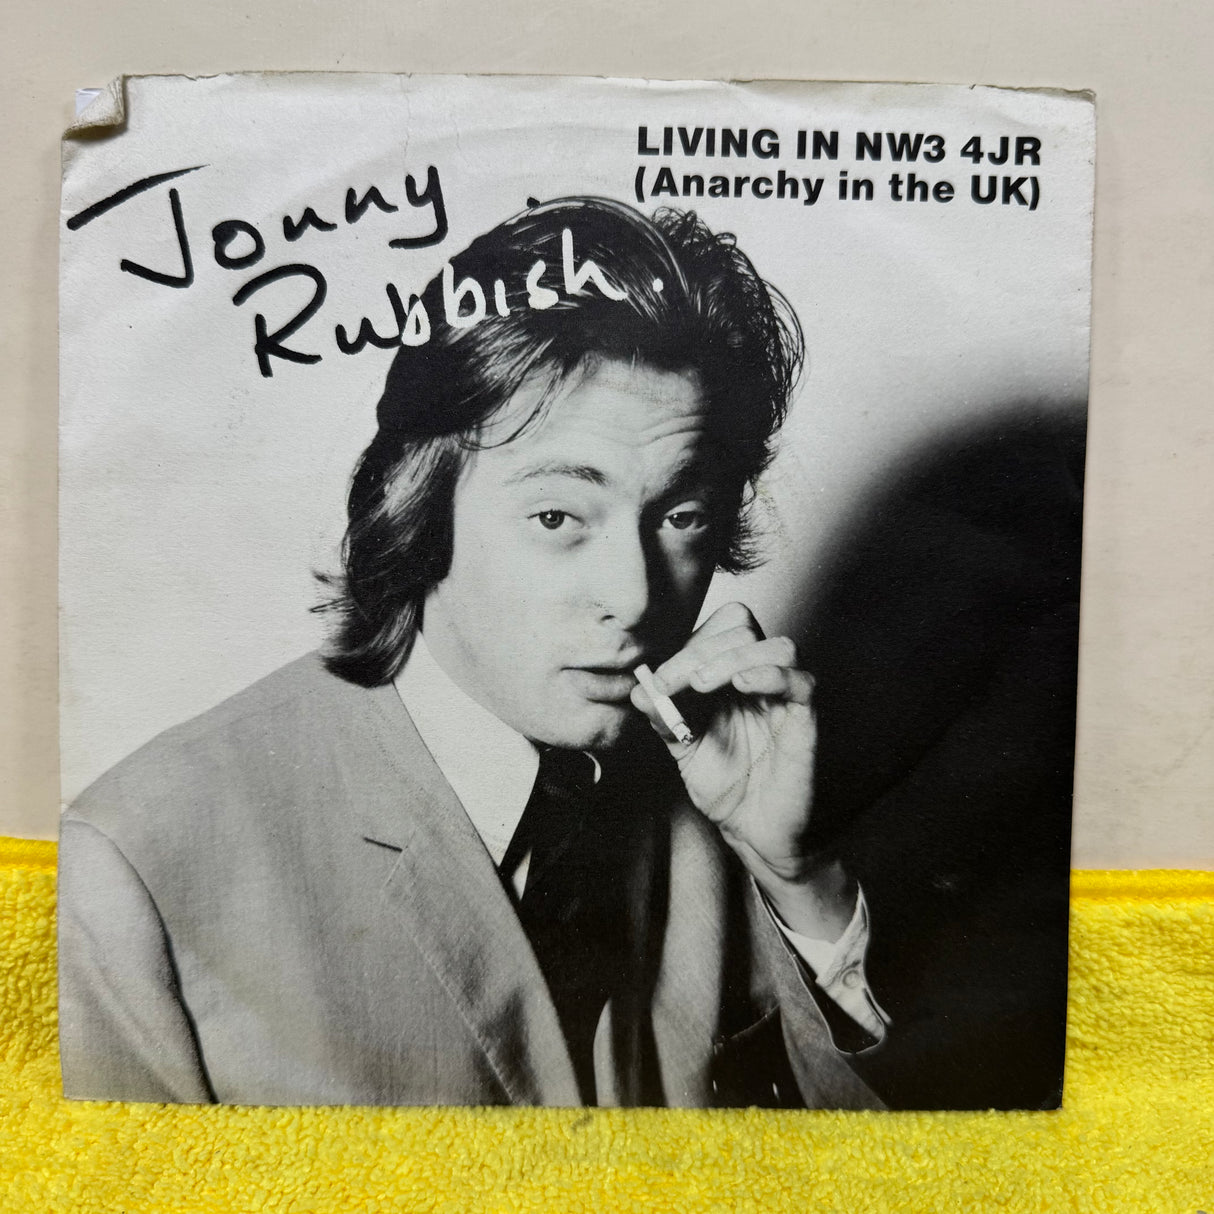 LIVING IN NW3 4JR
(Anarchy in the UK)
Jonny
Rubbish.